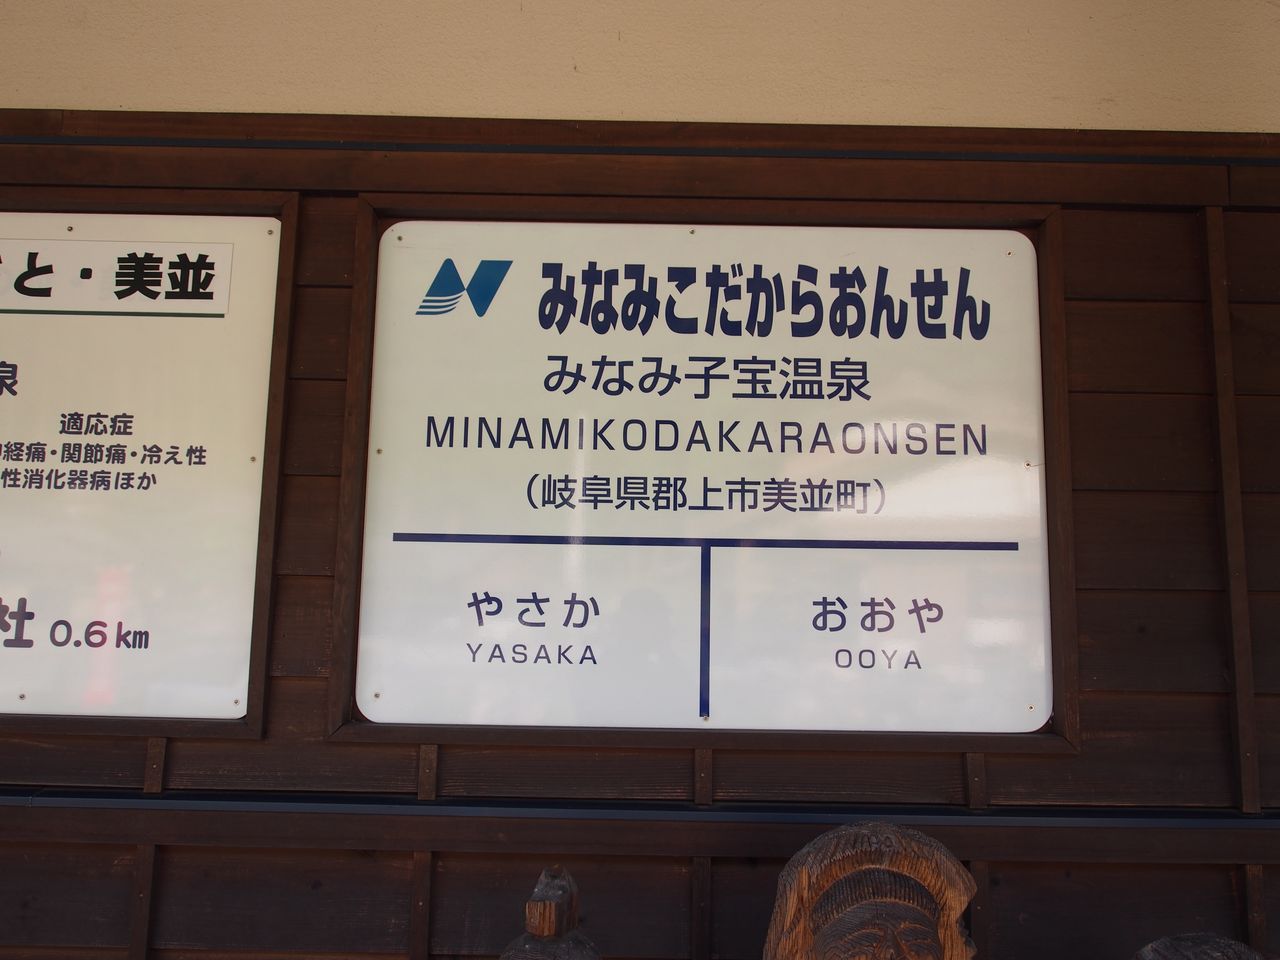 と・美並
泉
適応症
経痛・関節痛・冷え性
性消化器病ほか
社 0.6km
みなみこだからおんせん
みなみ子宝温泉
MINAMIKODAKARAONSEN
（岐阜県郡上市美並町）
やさか
YASAKA
おおや
OOYA